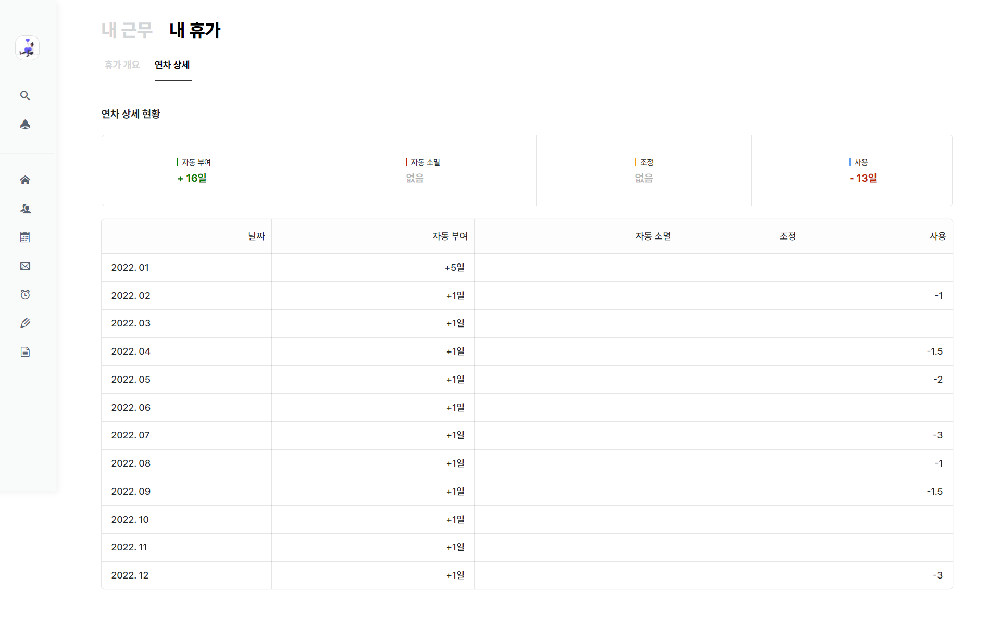 내 근무 내 휴가
휴가 개요 연차 상세
연차 상세 현황
자동 부여 자동 소멸 조정 사용
+ 16일 없음 없음 - 13일
날짜 자동 부여 자동 소멸 조정 사용
2022. 01 +5일
2022. 02 +1일 -1
2022. 03 +1일
2022. 04 +1일 -1.5
2022. 05 +1일 -2
2022. 06 +1일
2022. 07 +1일 -3
2022. 08 +1일 -1
2022. 09 +1일 -1.5
2022. 10 +1일
2022. 11 +1일
2022. 12 +1일 -3